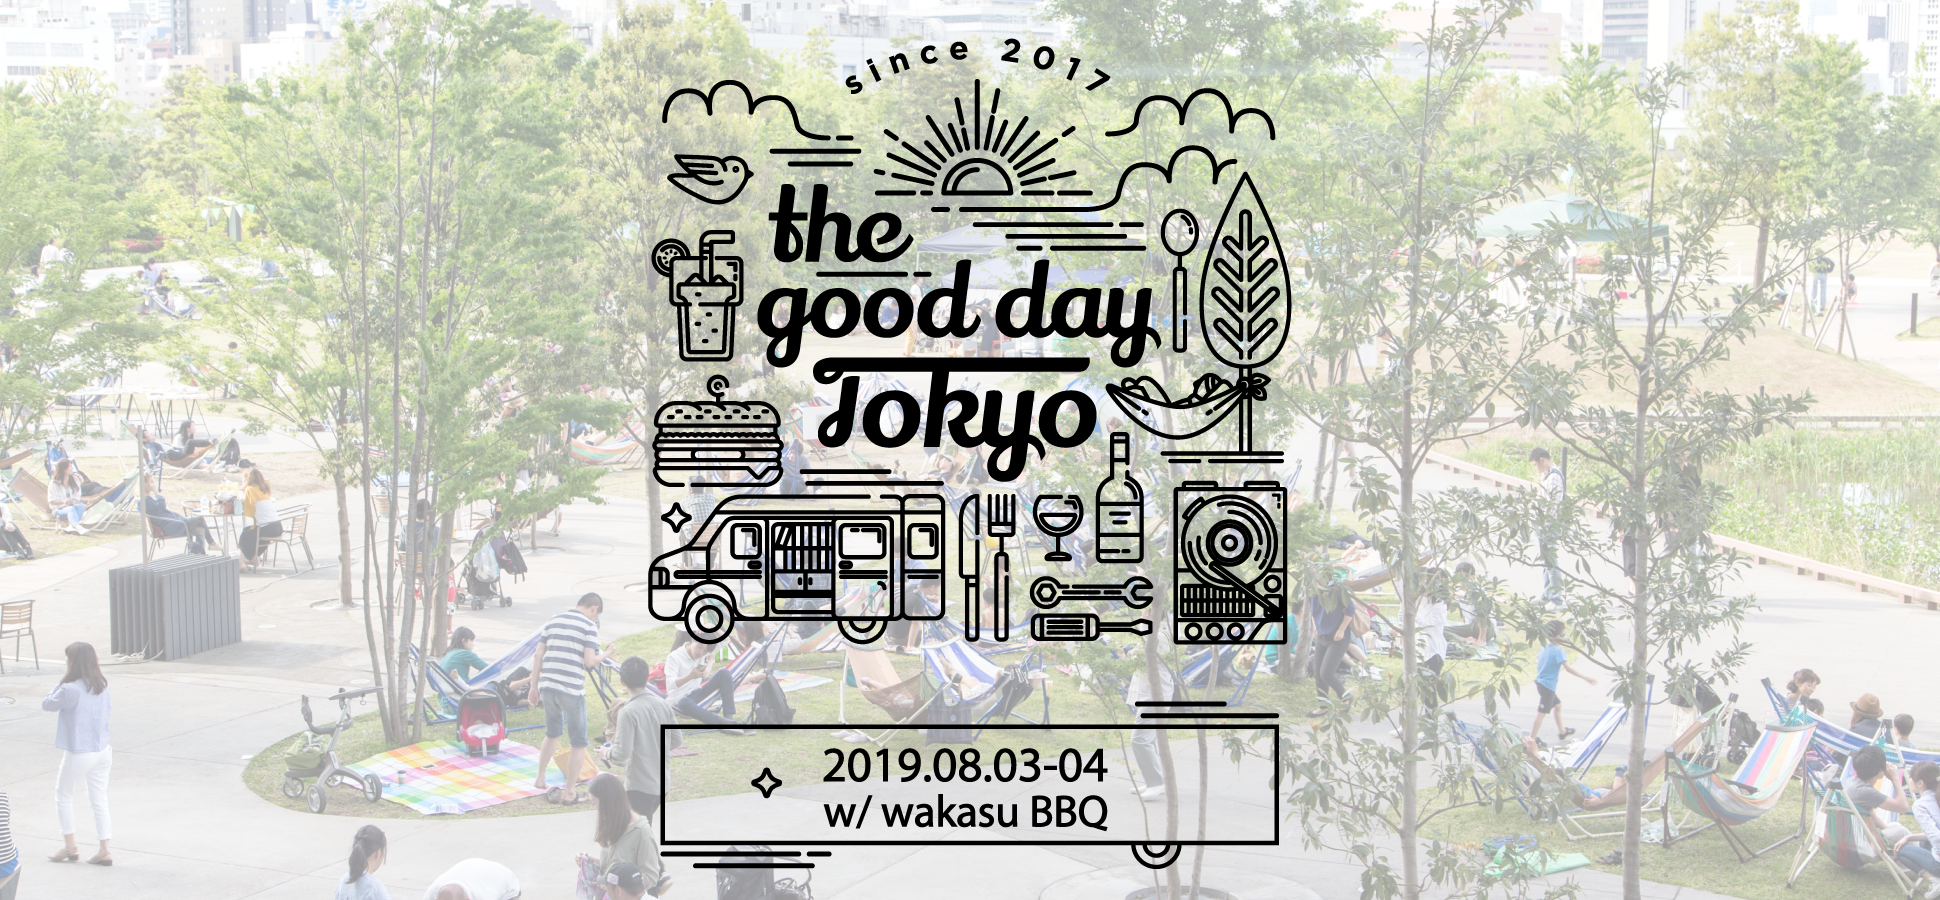 since 2017
the
good day
Tokyo
2019.08.03-04
w/ wakasu BBQ